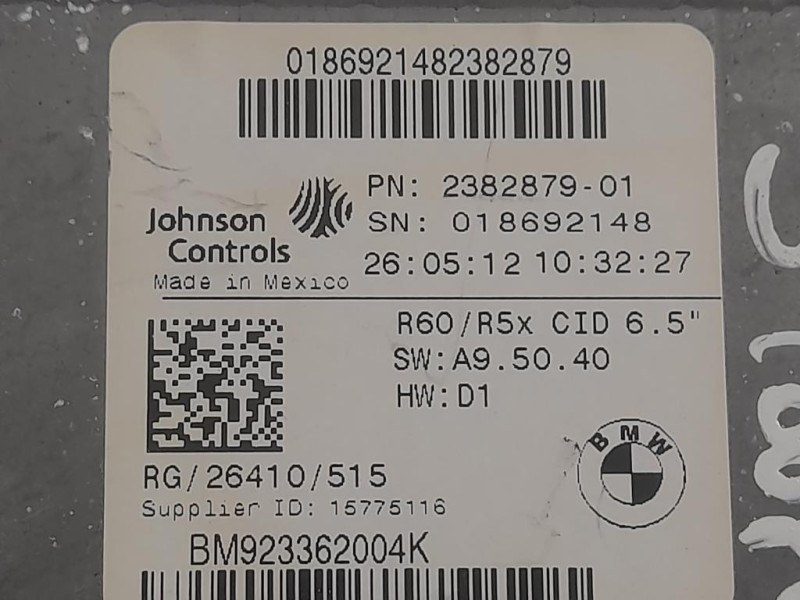 0186921482382879
Johnson Controls
PN: 2382879-01
SN: 018692148
26:05:12 10:32:27
Made in Mexico
R60/R5x CID 6.5"
SW:A9.50.40
HW:D1
BMW
RG/26410/515
Supplier ID: 15775116
BM923362004K